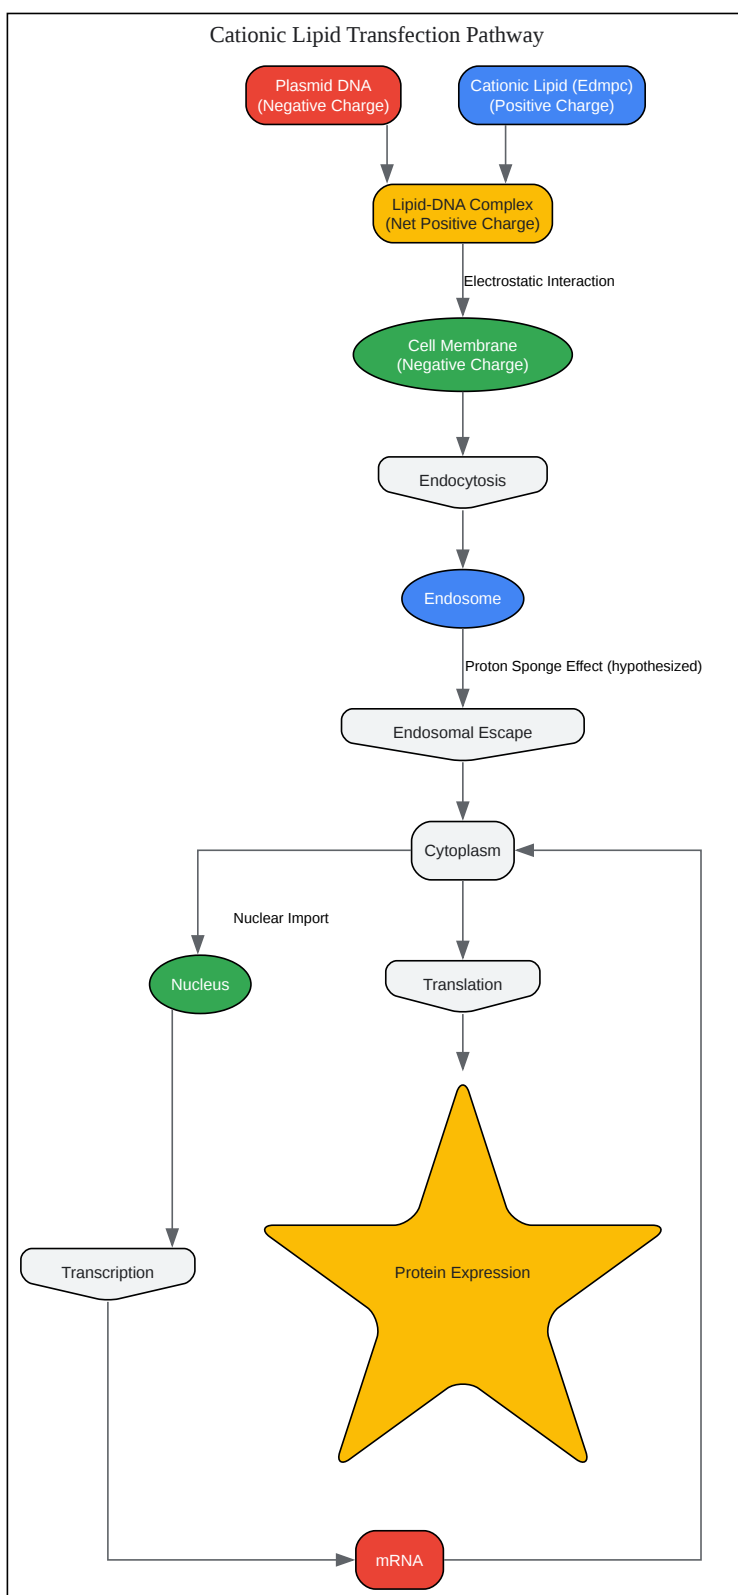 Cationic Lipid Transfection Pathway
Plasmid DNA
(Negative Charge)
Cationic Lipid (Edmpc)
(Positive Charge)
Lipid-DNA Complex
(Net Positive Charge)
Electrostatic Interaction
Cell Membrane
(Negative Charge)
Endocytosis
Endosome
Proton Sponge Effect (hypothesized)
Endosomal Escape
Cytoplasm
Nuclear Import
Nucleus
Translation
Transcription
Protein Expression
mRNA